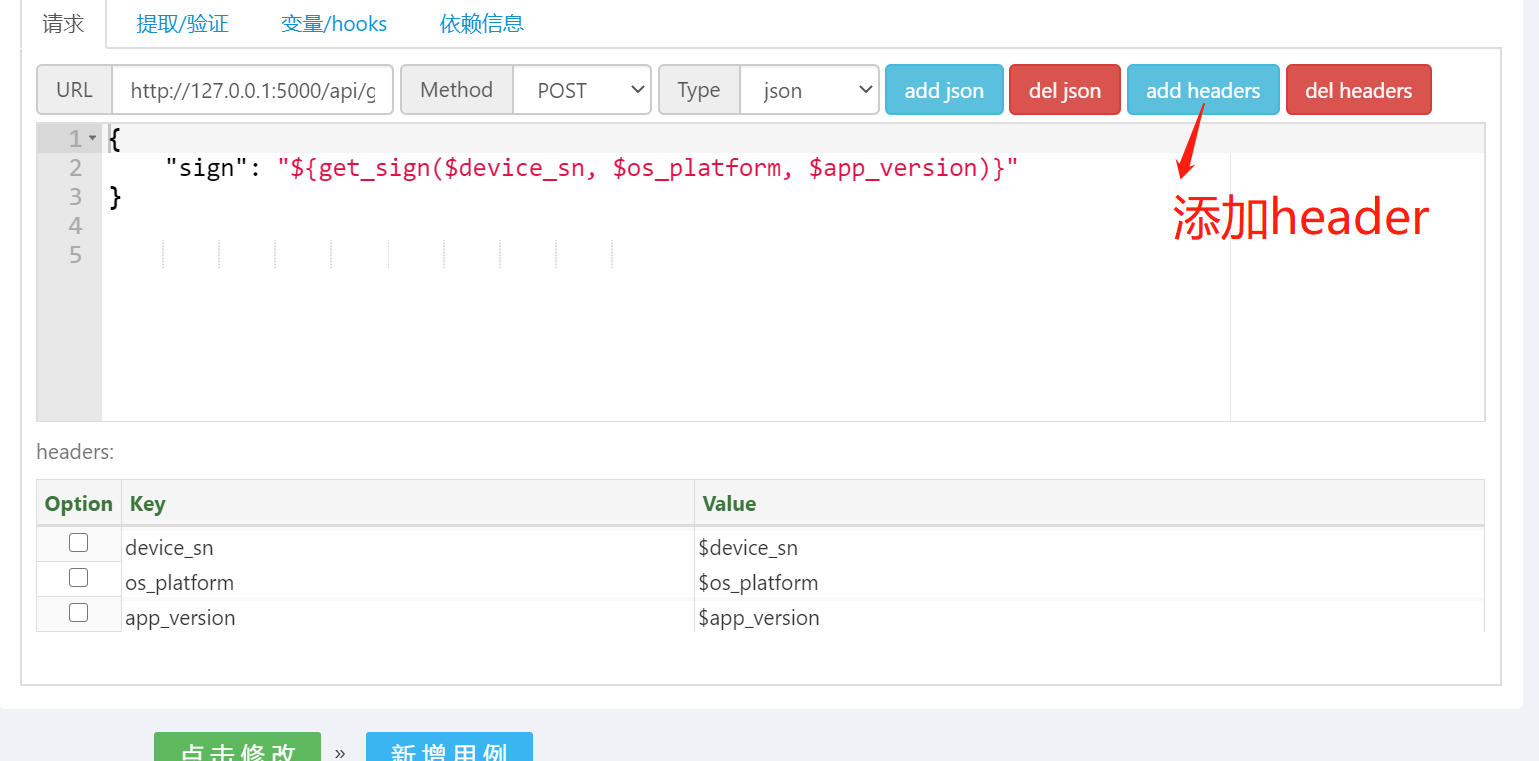 请求 提取/验证 变量/hooks 依赖信息
URL http://127.0.0.1:5000/api/g Method POST Type json add json del json add headers del headers
1 {
2 "sign": "${get_sign($device_sn, $os_platform, $app_version)}"
3 }
4
5
添加header
headers:
Option Key Value
device_sn $device_sn
os_platform $os_platform
app_version $app_version
点击修改 » 新增用例